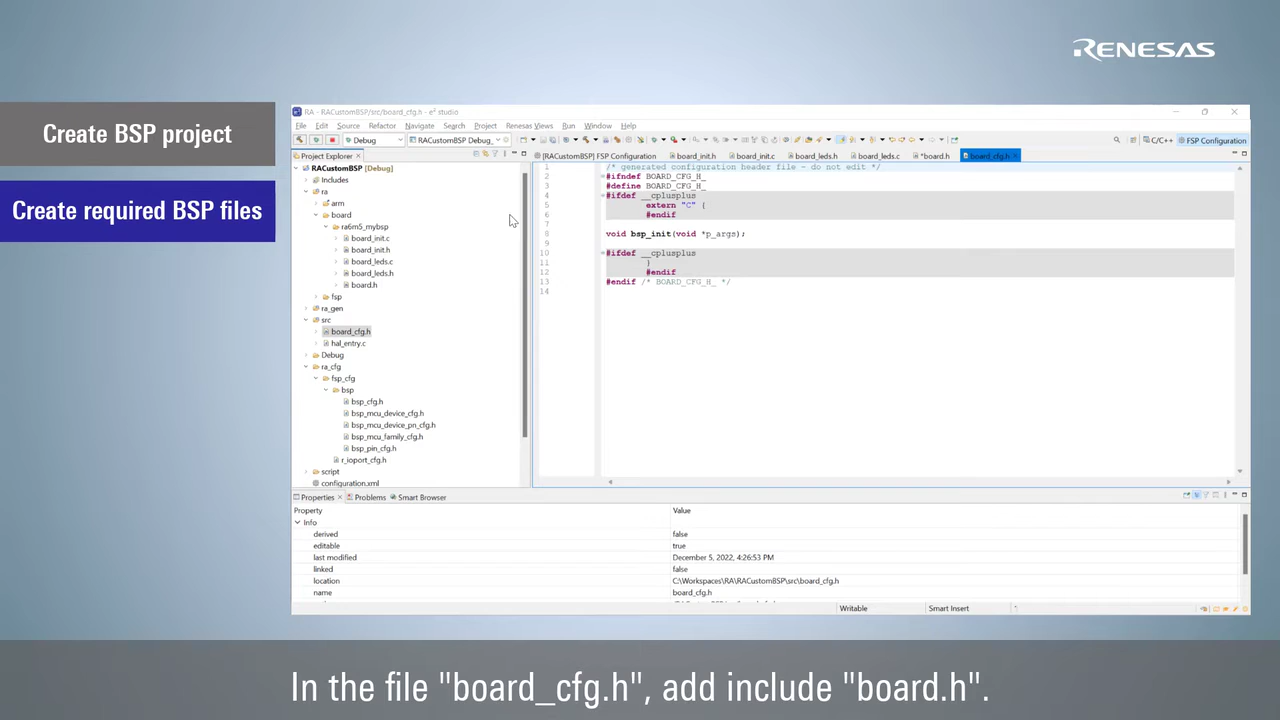 RENESAS
Create BSP project
Create required BSP files
RA - RACustomBSP/src/board_cfg.h - e² studio
File Edit Source Refactor Navigate Search Project Renesas Views Run Window Help
Debug RACustomBSP Debug_ C/C++ FSP Configuration
Project Explorer [RACustomBSP] FSP Configuration board_init.h board_init.c board_leds.h board_leds.c *board.h board_cfg.h
RACustomBSP [Debug]
Includes
ra
arm
board
ra6m5_mybsp
board_init.c
board_init.h
board_leds.c
board_leds.h
board.h
fsp
ra_gen
src
board_cfg.h
hal_entry.c
Debug
ra_cfg
fsp_cfg
bsp
bsp_cfg.h
bsp_mcu_device_cfg.h
bsp_mcu_device_pn_cfg.h
bsp_mcu_family_cfg.h
bsp_pin_cfg.h
r_ioport_cfg.h
script
configuration.xml
1 /* generated configuration header file - do not edit */
2 #ifndef BOARD_CFG_H_
3 #define BOARD_CFG_H_
4 #ifdef __cplusplus
5 extern "C" {
6 #endif
7
8 void bsp_init(void *p_args);
9
10 #ifdef __cplusplus
11 }
12 #endif
13 #endif /* BOARD_CFG_H_ */
14
Properties Problems Smart Browser
Property Value
Info
derived false
editable true
last modified December 5, 2022, 4:26:53 PM
linked false
location C:\Workspaces\RA\RACustomBSP\src\board_cfg.h
name board_cfg.h
Writable Smart Insert
In the file "board_cfg.h", add include "board.h".